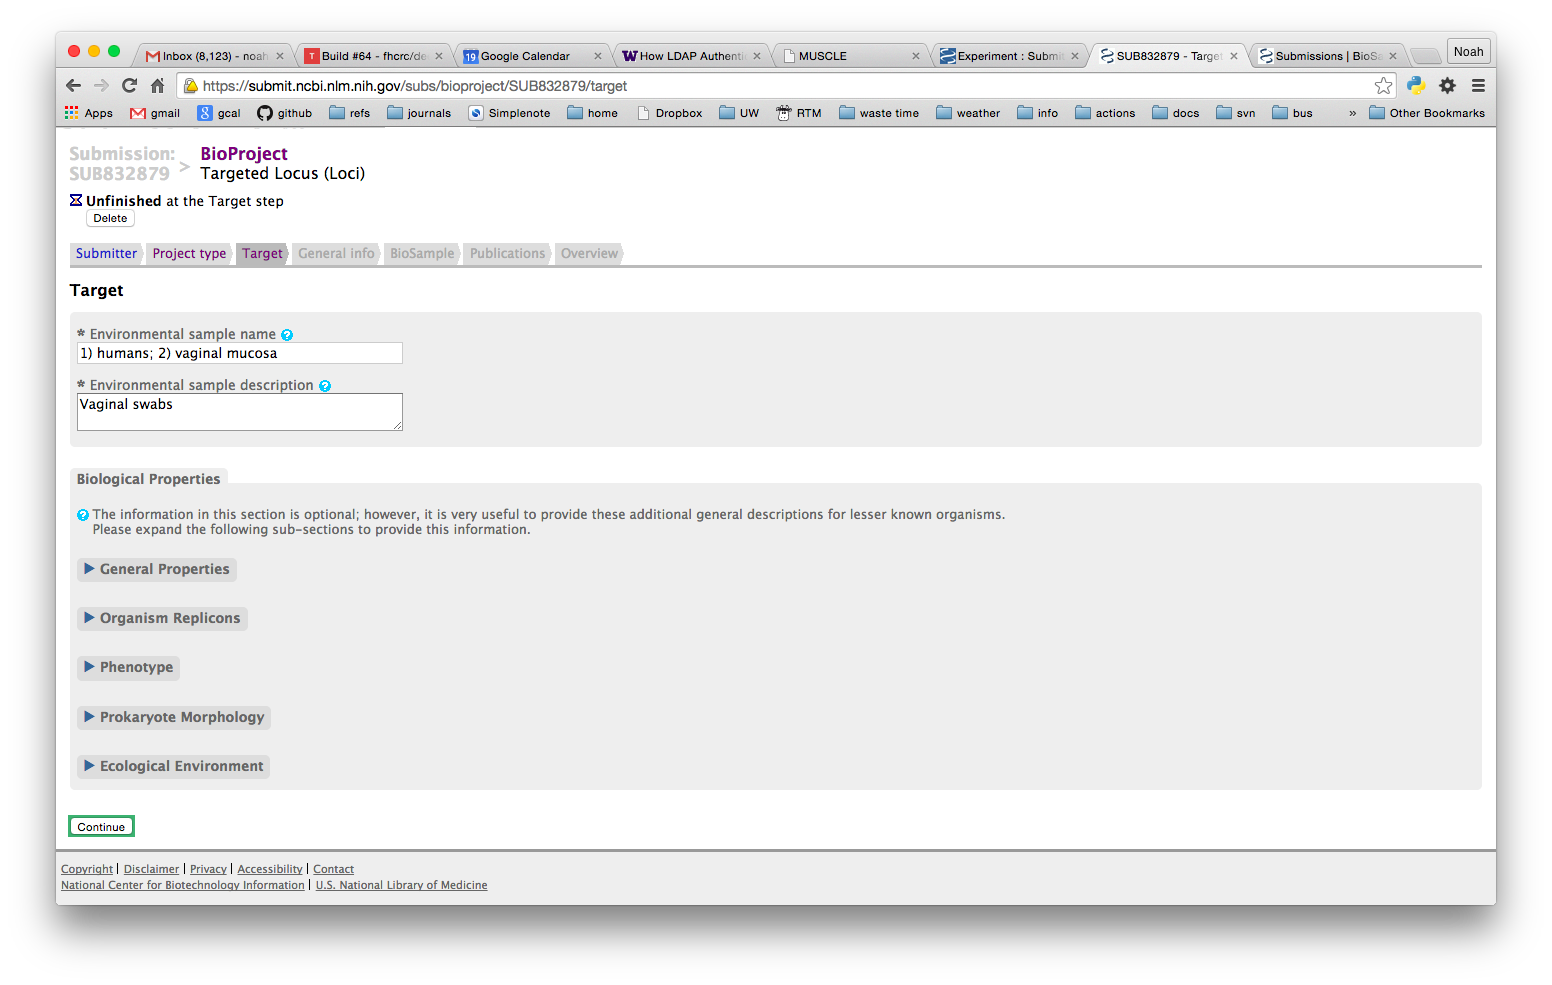 Inbox (8,123) - noah
Build #64 - fhcrc/de
19 Google Calendar
How LDAP Authenti
MUSCLE
Experiment : Submit
SUB832879 - Target
Submissions | BioSa
Noah
https://submit.ncbi.nlm.nih.gov/subs/bioproject/SUB832879/target
Apps gmail gcal github refs journals Simplenote home Dropbox UW RTM waste time weather info actions docs svn bus » Other Bookmarks
Submission: SUB832879 >
BioProject
Targeted Locus (Loci)
Unfinished at the Target step
Delete
Submitter Project type Target General info BioSample Publications Overview
Target
* Environmental sample name ?
1) humans; 2) vaginal mucosa
* Environmental sample description ?
Vaginal swabs
Biological Properties
? The information in this section is optional; however, it is very useful to provide these additional general descriptions for lesser known organisms.
Please expand the following sub-sections to provide this information.
General Properties
Organism Replicons
Phenotype
Prokaryote Morphology
Ecological Environment
Continue
Copyright | Disclaimer | Privacy | Accessibility | Contact
National Center for Biotechnology Information | U.S. National Library of Medicine